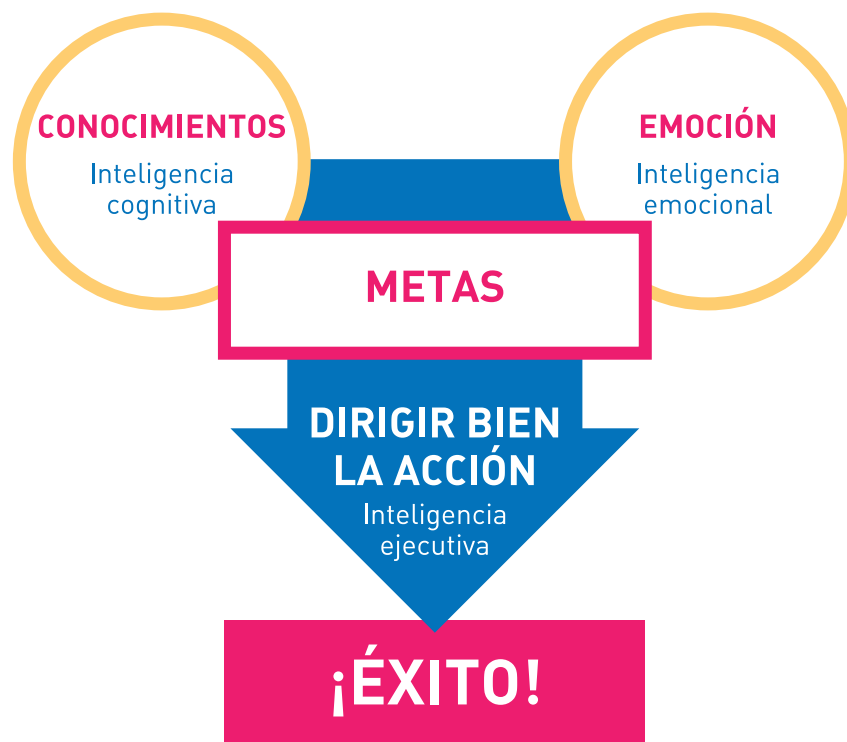 CONOCIMIENTOS
Inteligencia
cognitiva
EMOCIÓN
Inteligencia
emocional
METAS
DIRIGIR BIEN
LA ACCIÓN
Inteligencia
ejecutiva
¡ÉXITO!